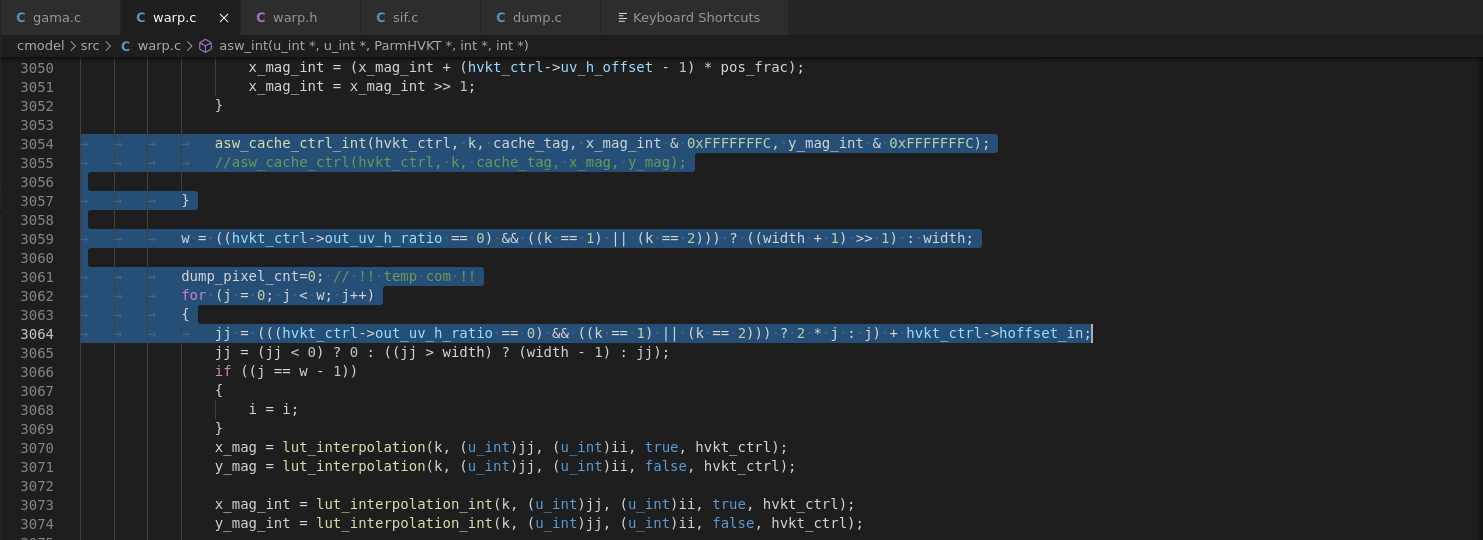 gama.c warp.c warp.h sif.c dump.c Keyboard Shortcuts
cmodel > src > warp.c > asw_int(u_int *, u_int *, ParmHVKT *, int *, int *)
3050 x_mag_int = (x_mag_int + (hvkt_ctrl->uv_h_offset - 1) * pos_frac);
3051 x_mag_int = x_mag_int >> 1;
3052 }
3053
3054 asw_cache_ctrl_int(hvkt_ctrl, k, cache_tag, x_mag_int & 0xFFFFFFFC, y_mag_int & 0xFFFFFFFC);
3055 //asw_cache_ctrl(hvkt_ctrl, k, cache_tag, x_mag, y_mag);
3056
3057 }
3058
3059 w = ((hvkt_ctrl->out_uv_h_ratio == 0) && ((k == 1) || (k == 2))) ? ((width + 1) >> 1) : width;
3060
3061 dump_pixel_cnt=0; // !! temp com !!
3062 for (j = 0; j < w; j++)
3063 {
3064 jj = (((hvkt_ctrl->out_uv_h_ratio == 0) && ((k == 1) || (k == 2))) ? 2 * j : j) + hvkt_ctrl->hoffset_in;
3065 jj = (jj < 0) ? 0 : ((jj > width) ? (width - 1) : jj);
3066 if ((j == w - 1))
3067 {
3068 i = i;
3069 }
3070 x_mag = lut_interpolation(k, (u_int)jj, (u_int)ii, true, hvkt_ctrl);
3071 y_mag = lut_interpolation(k, (u_int)jj, (u_int)ii, false, hvkt_ctrl);
3072
3073 x_mag_int = lut_interpolation_int(k, (u_int)jj, (u_int)ii, true, hvkt_ctrl);
3074 y_mag_int = lut_interpolation_int(k, (u_int)jj, (u_int)ii, false, hvkt_ctrl);